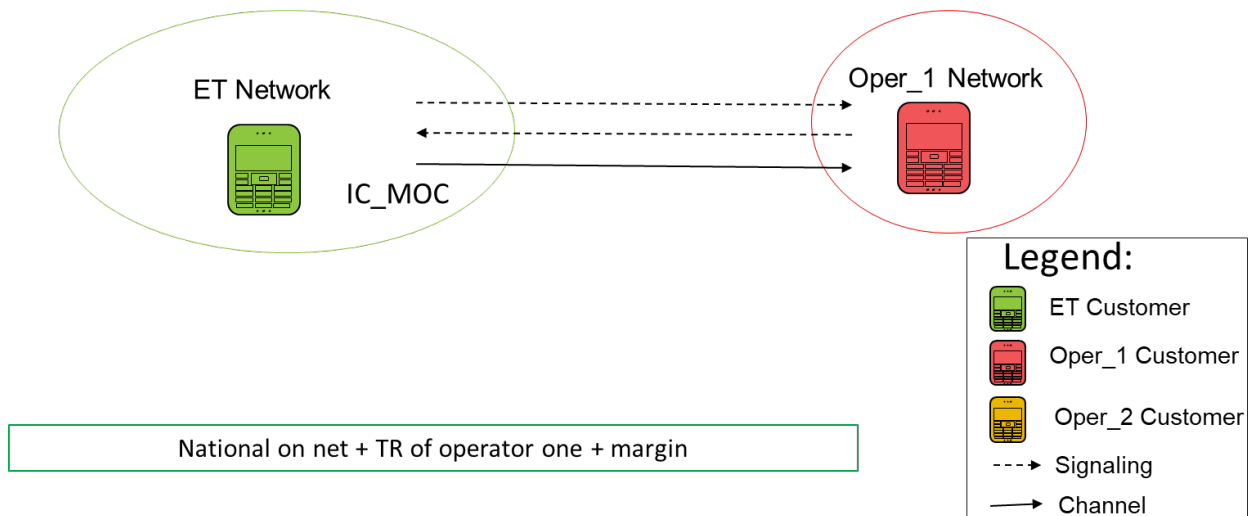 ET Network
Oper_1 Network
IC_MOC
Legend:
ET Customer
Oper_1 Customer
Oper_2 Customer
Signaling
Channel
National on net + TR of operator one + margin